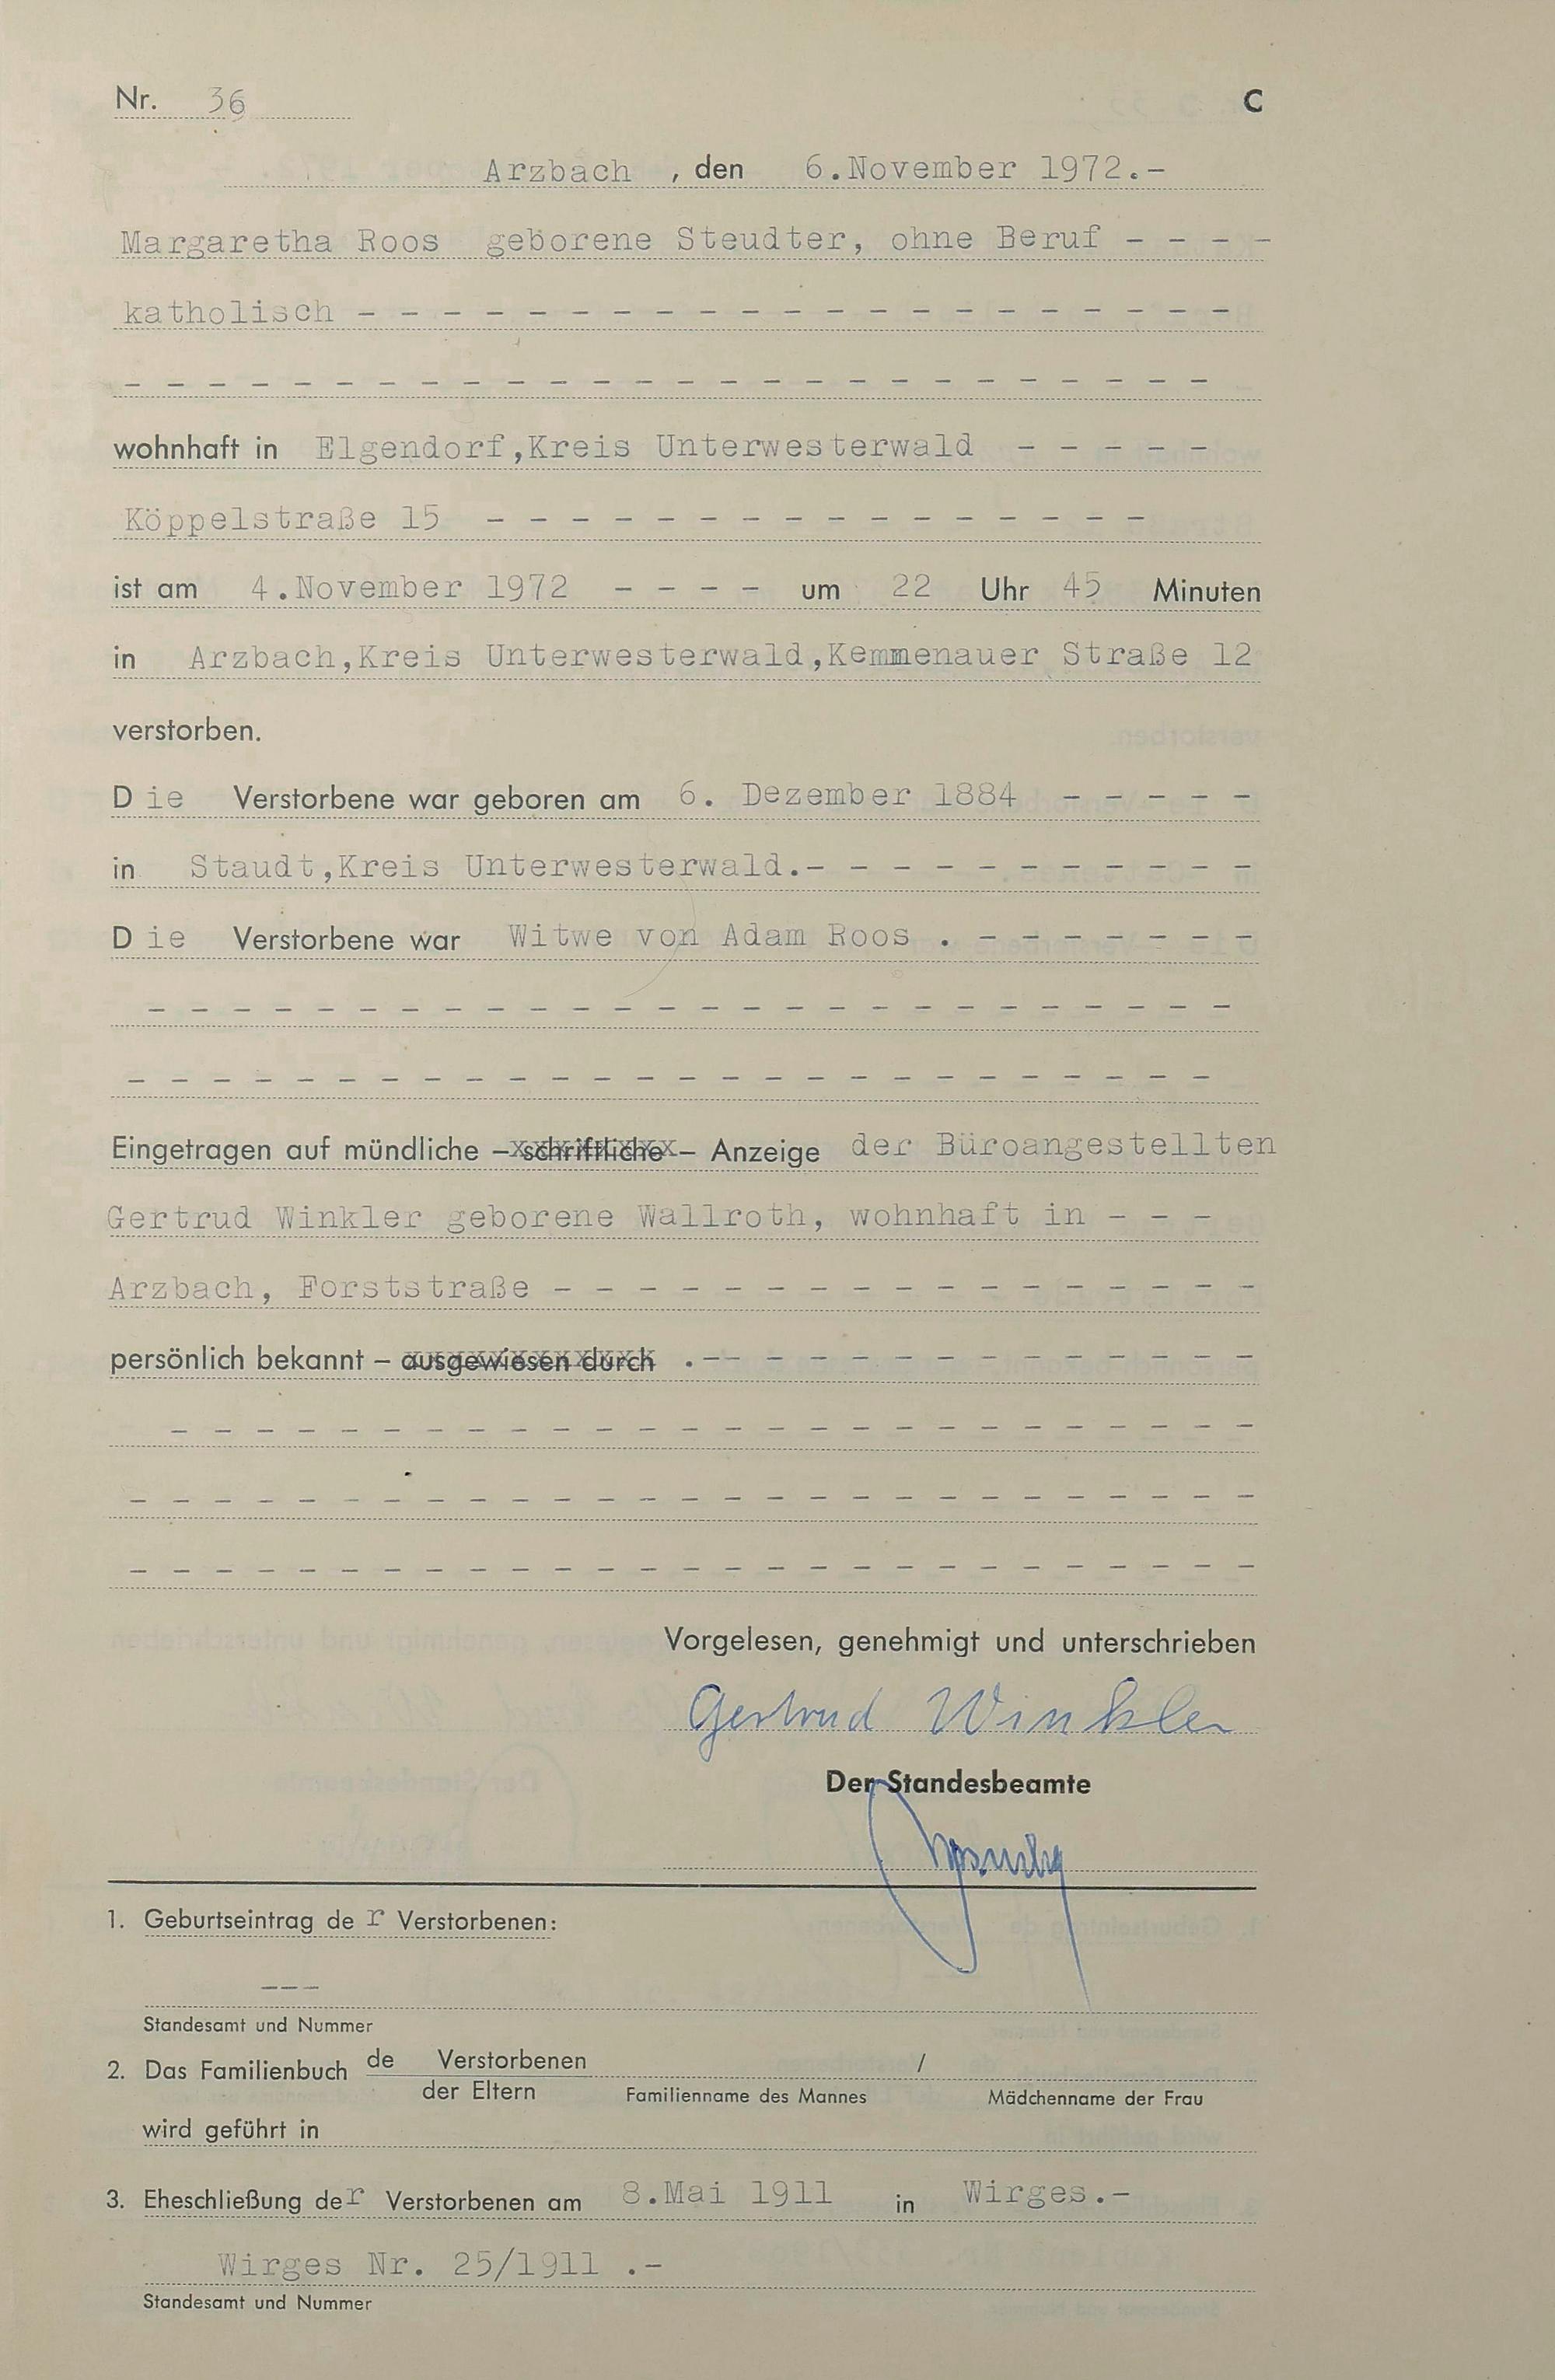 Nr. 36 C
Arzbach , den 6.November 1972.-
Margaretha Roos geborene Steudter, ohne Beruf - - - -
katholisch - - - - - - - - - - - - - - - - - - - - -
- - - - - - - - - - - - - - - - - - - - - - - - - -
wohnhaft in Elgendorf,Kreis Unterwesterwald - - - - -
Köppelstraße 15 - - - - - - - - - - - - - - - -
ist am 4.November 1972 - - - - um 22 Uhr 45 Minuten
in Arzbach,Kreis Unterwesterwald,Kemmenauer Straße 12
verstorben.
Die Verstorbene war geboren am 6. Dezember 1884 - - - - -
in Staudt,Kreis Unterwesterwald.- - - - - - - - - - -
Die Verstorbene war Witwe von Adam Roos . - - - - - - -
- - - - - - - - - - - - - - - - - - - - - - - - - -
- - - - - - - - - - - - - - - - - - - - - - - - - -
Eingetragen auf mündliche – schriftliche – Anzeige der Büroangestellten
Gertrud Winkler geborene Wallroth, wohnhaft in - - -
Arzbach, Forststraße - - - - - - - - - - - - - - - - -
persönlich bekannt – ausgewiesen durch .-- - - - - - - - - - - - -
- - - - - - - - - - - - - - - - - - - - - - - - - -
- - - - - - - - - - - - - - - - - - - - - - - - - - -
- - - - - - - - - - - - - - - - - - - - - - - - - - -
Vorgelesen, genehmigt und unterschrieben
Gertrud Winkler
Der Standesbeamte
1. Geburtseintrag der Verstorbenen:
---
Standesamt und Nummer
2. Das Familienbuch de Verstorbenen /
der Eltern Familienname des Mannes Mädchenname der Frau
wird geführt in
3. Eheschließung der Verstorbenen am 8.Mai 1911 in Wirges.-
Wirges Nr. 25/1911 .-
Standesamt und Nummer